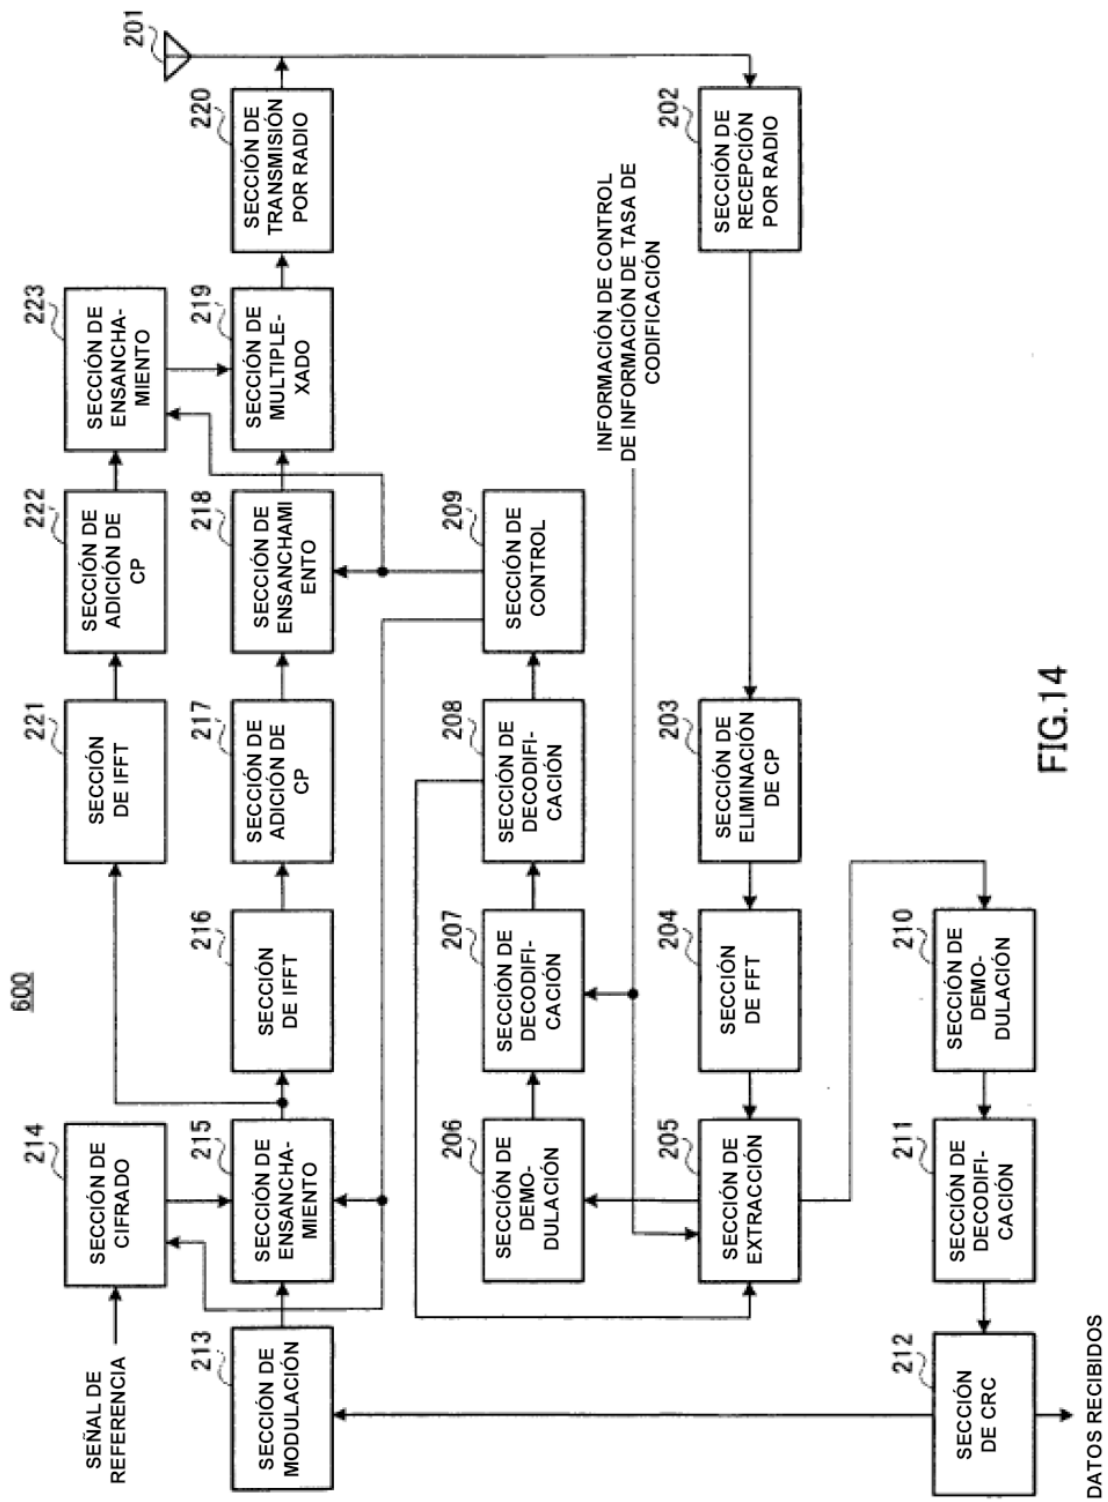 600
SEÑAL DE
REFERENCIA
214
SECCIÓN DE
CIFRADO
221
SECCIÓN
DE IFFT
222
SECCIÓN DE
ADICIÓN DE
CP
223
SECCIÓN DE
ENSANCHA-
MIENTO
201
213
SECCIÓN DE
MODULACIÓN
215
SECCIÓN DE
ENSANCHA-
MIENTO
216
SECCIÓN
DE IFFT
217
SECCIÓN DE
ADICIÓN DE
CP
218
SECCIÓN DE
ENSANCHAMI
ENTO
219
SECCIÓN DE
MULTIPLE-
XADO
220
SECCIÓN DE
TRANSMISIÓN
POR RADIO
206
SECCIÓN DE
DEMO-
DULACIÓN
207
SECCIÓN DE
DECODIFI-
CACIÓN
208
SECCIÓN DE
DECODIFI-
CACIÓN
209
SECCIÓN DE
CONTROL
INFORMACIÓN DE CONTROL
DE INFORMACIÓN DE TASA DE
CODIFICACIÓN
205
SECCIÓN DE
EXTRACCIÓN
204
SECCIÓN
DE FFT
203
SECCIÓN DE
ELIMINACIÓN
DE CP
202
SECCIÓN DE
RECEPCIÓN
POR RADIO
212
SECCIÓN
DE CRC
211
SECCIÓN DE
DECODIFI-
CACIÓN
210
SECCIÓN DE
DEMO-
DULACIÓN
DATOS RECIBIDOS
FIG.14